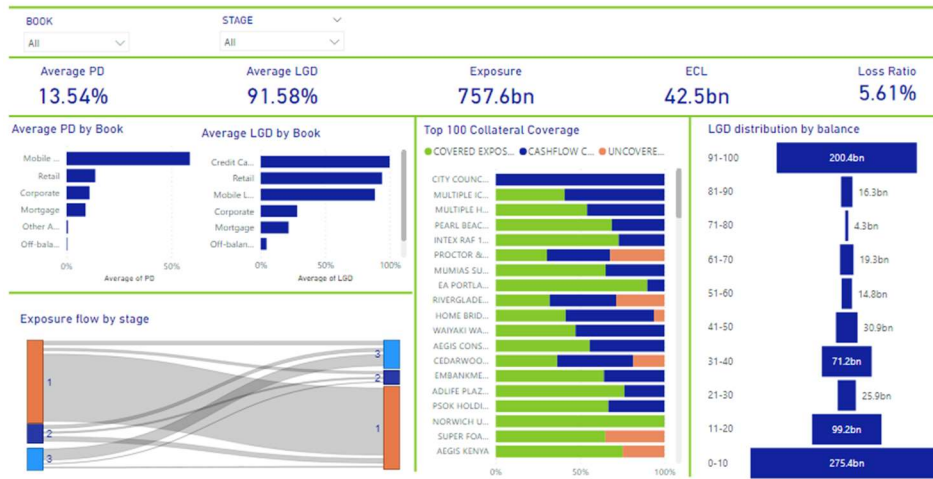 BOOK
All
STAGE
All
Average PD
13.54%
Average LGD
91.58%
Exposure
757.6bn
ECL
42.5bn
Loss Ratio
5.61%
Average PD by Book
Mobile ...
Retail
Corporate
Mortgage
Other A...
Off-bala...
0%
50%
Average of PD
Average LGD by Book
Credit Ca...
Retail
Mobile L...
Corporate
Mortgage
Off-balan...
0%
50%
100%
Average of LGD
Exposure flow by stage
1
2
3
3
2
1
Top 100 Collateral Coverage
COVERED EXPOS... CASHFLOW C... UNCOVERE...
CITY COUNC...
MULTIPLE IC...
MULTIPLE H...
PEARL BEAC...
INTEX RAF 1...
PROCTOR &...
MUMIAS SU...
EA PORTLA...
RIVERGLADE...
HOME BRID...
WAIYAKI WA...
AEGIS CONS...
CEDARWOO...
EMBANKME...
ADLIFE PLAZ...
PSOK HOLDI...
NORWICH U...
SUPER FOA...
AEGIS KENYA
0%
100%
LGD distribution by balance
91-100 200.4bn
81-90 16.3bn
71-80 4.3bn
61-70 19.3bn
51-60 14.8bn
41-50 30.9bn
31-40 71.2bn
21-30 25.9bn
11-20 99.2bn
0-10 275.4bn